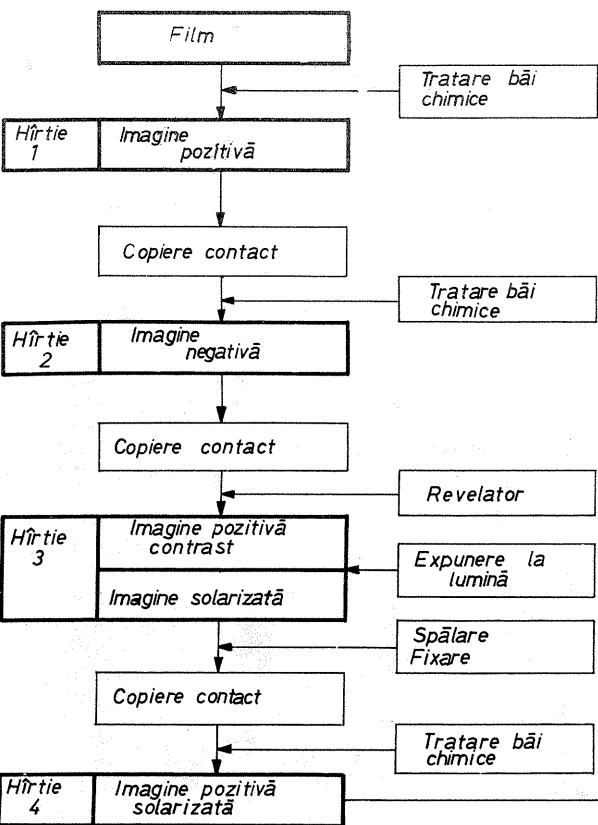 Film
Tratare băi
chimice
Hîrtie
1
Imagine
pozitivă
Copiere contact
Tratare băi
chimice
Hîrtie
2
Imagine
negativă
Copiere contact
Revelator
Hîrtie
3
Imagine pozitivă
contrast
Expunere la
lumină
Imagine solarizată
Spălare
Fixare
Copiere contact
Tratare băi
chimice
Hîrtie
4
Imagine pozitivă
solarizată